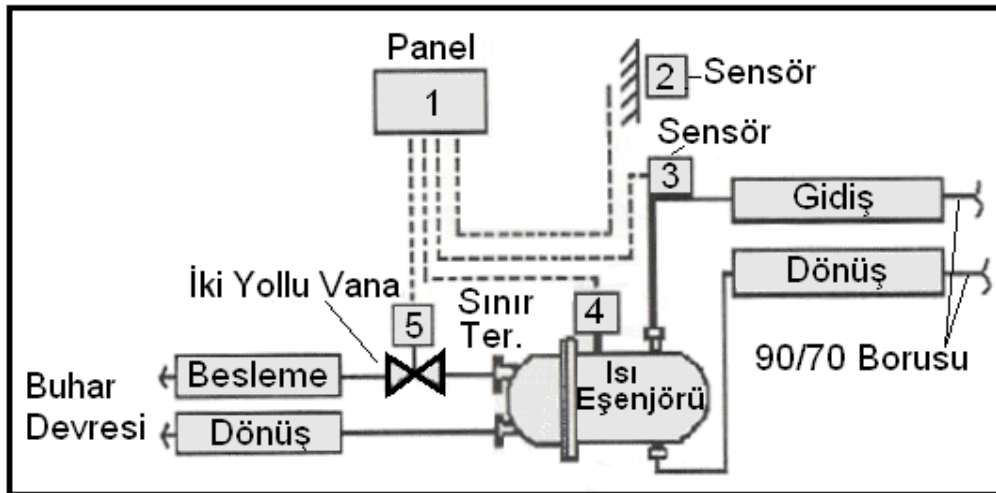 Panel
1
2
Sensör
Sensör
3
Gidiş
Dönüş
90/70 Borusu
İki Yollu Vana
5
Sınır
Ter.
4
Isı
Eşenjörü
Buhar
Devresi
Besleme
Dönüş